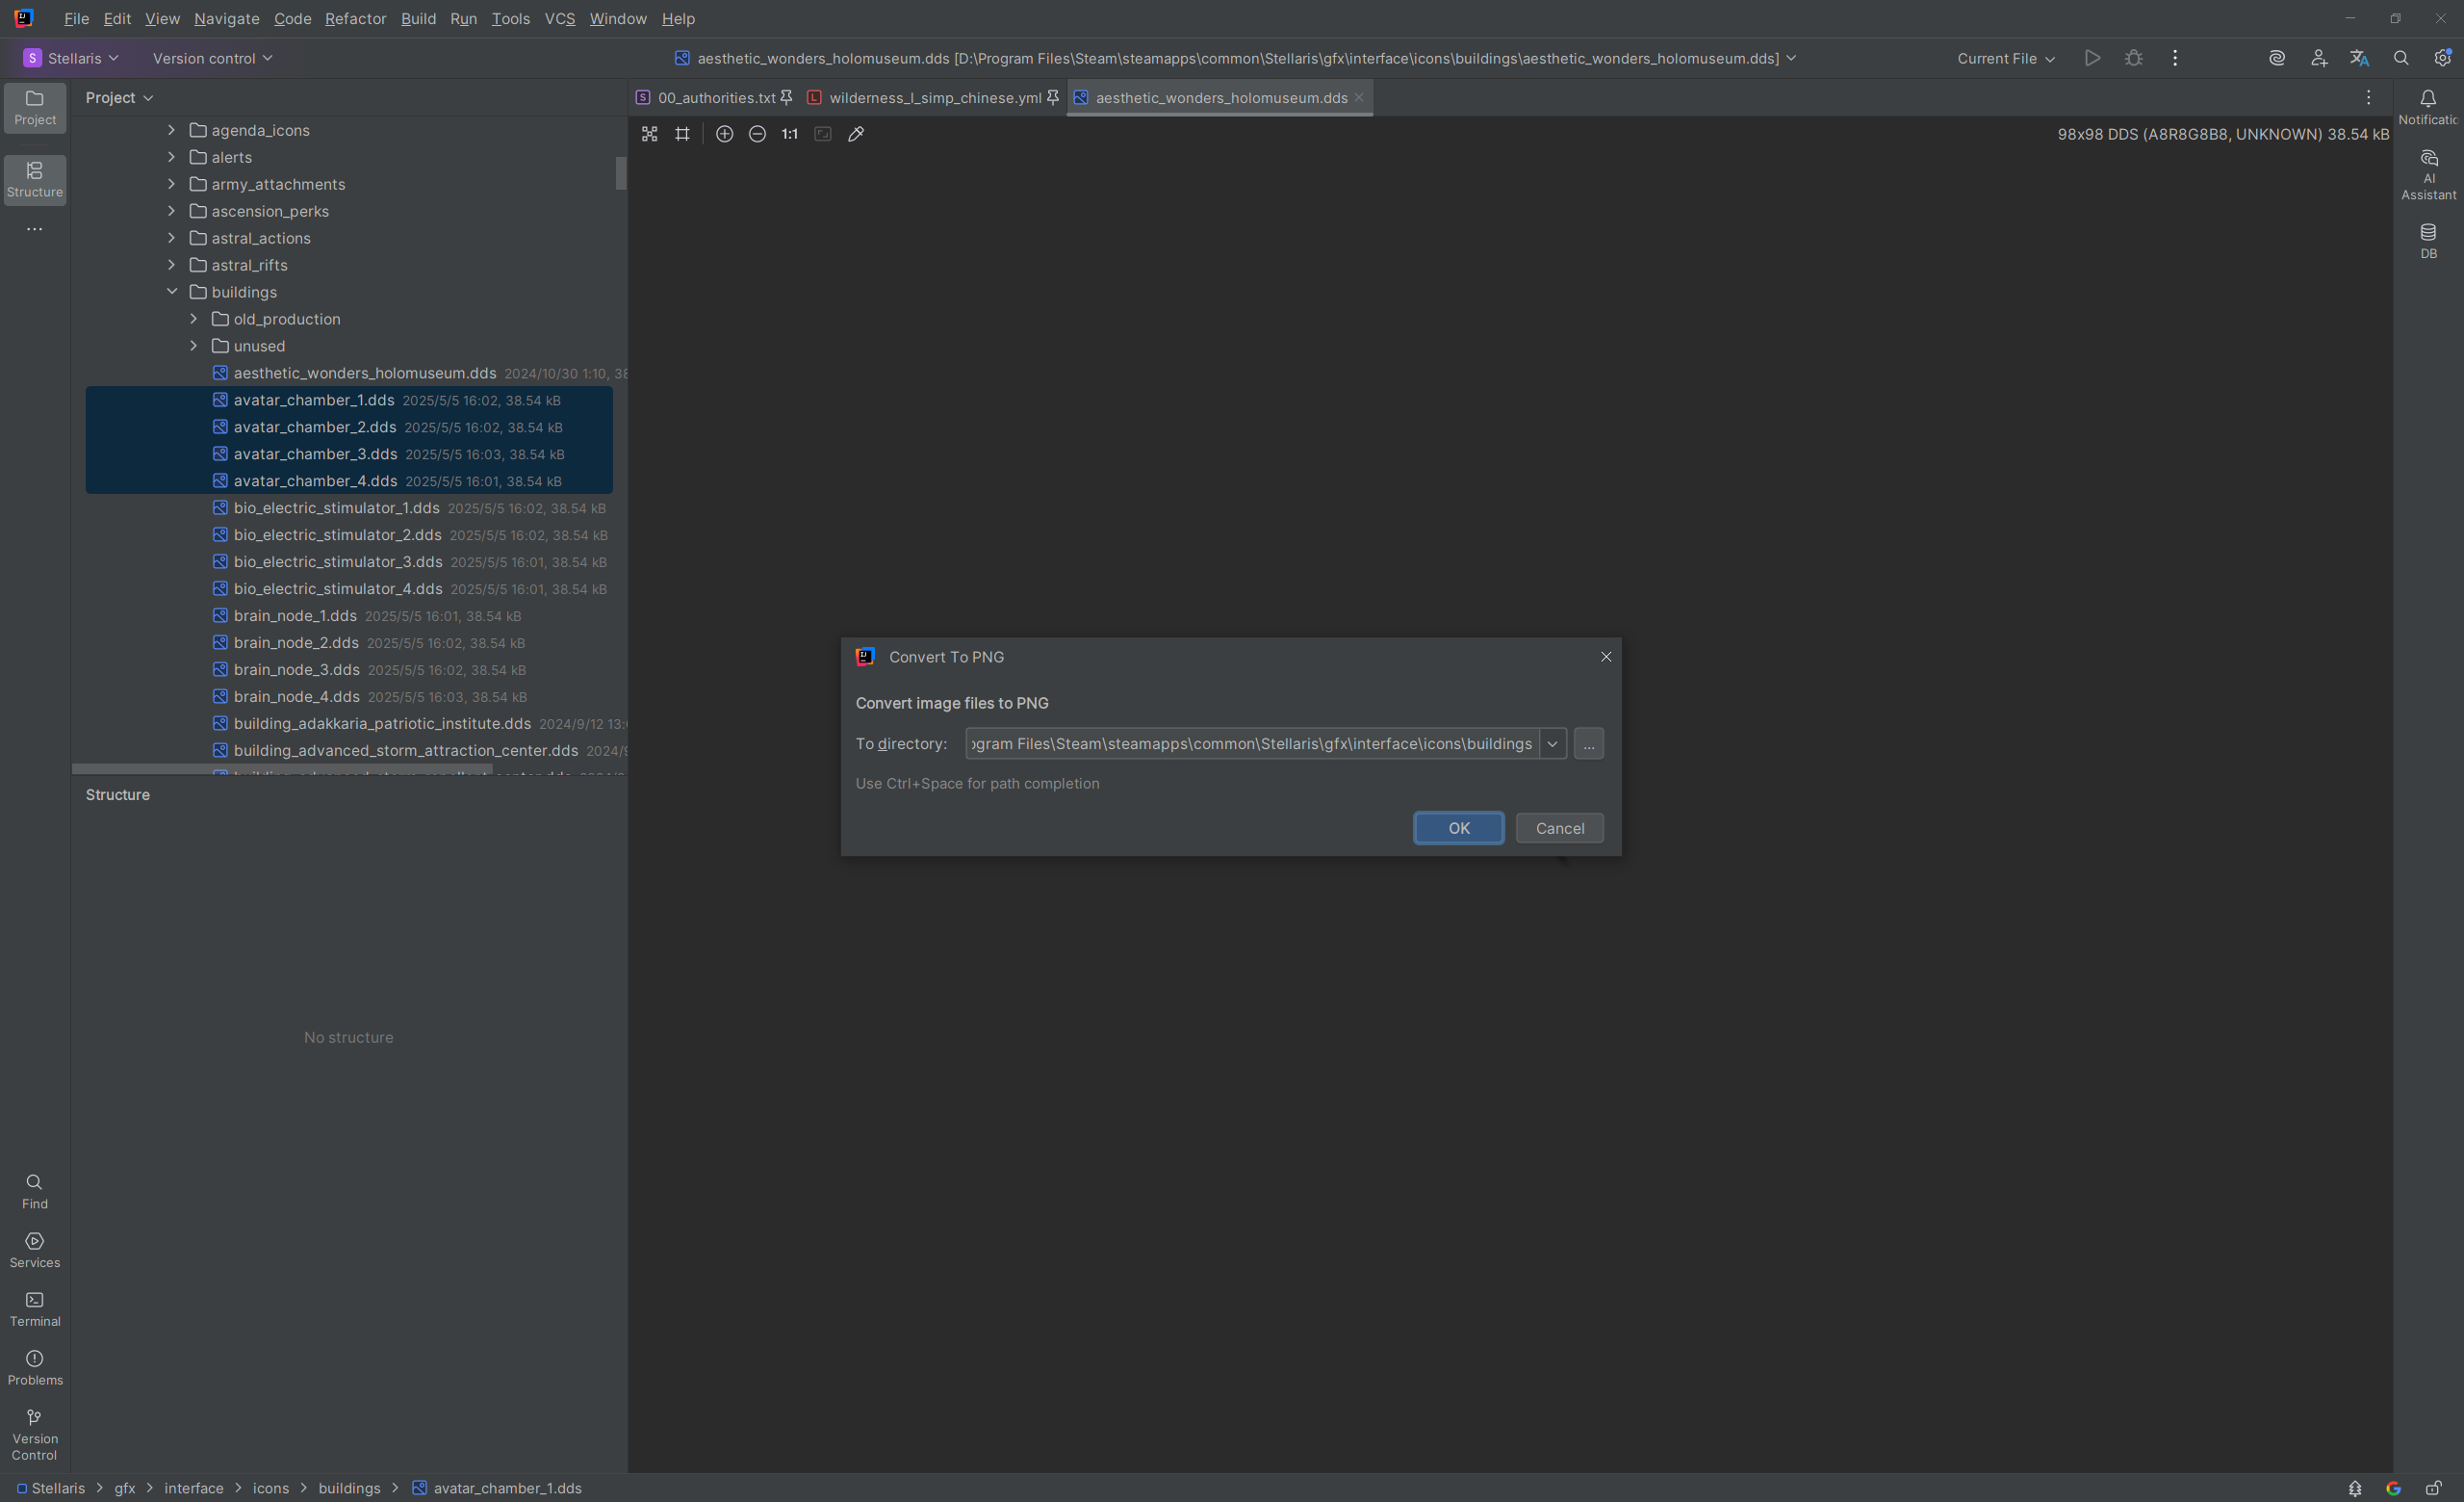 File Edit View Navigate Code Refactor Build Run Tools VCS Window Help
S Stellaris Version control
aesthetic_wonders_holomuseum.dds [D:\Program Files\Steam\steamapps\common\Stellaris\gfx\interface\icons\buildings\aesthetic_wonders_holomuseum.dds]
Current File
Project
Structure
Project
00_authorities.txt
wilderness_l_simp_chinese.yml
aesthetic_wonders_holomuseum.dds
1:1
98x98 DDS (A8R8G8B8, UNKNOWN) 38.54 kB
Notificatio
AI
Assistant
DB
agenda_icons
alerts
army_attachments
ascension_perks
astral_actions
astral_rifts
buildings
old_production
unused
aesthetic_wonders_holomuseum.dds 2024/10/30 1:10, 38
avatar_chamber_1.dds 2025/5/5 16:02, 38.54 kB
avatar_chamber_2.dds 2025/5/5 16:02, 38.54 kB
avatar_chamber_3.dds 2025/5/5 16:03, 38.54 kB
avatar_chamber_4.dds 2025/5/5 16:01, 38.54 kB
bio_electric_stimulator_1.dds 2025/5/5 16:02, 38.54 kB
bio_electric_stimulator_2.dds 2025/5/5 16:02, 38.54 kB
bio_electric_stimulator_3.dds 2025/5/5 16:01, 38.54 kB
bio_electric_stimulator_4.dds 2025/5/5 16:01, 38.54 kB
brain_node_1.dds 2025/5/5 16:01, 38.54 kB
brain_node_2.dds 2025/5/5 16:02, 38.54 kB
brain_node_3.dds 2025/5/5 16:02, 38.54 kB
brain_node_4.dds 2025/5/5 16:03, 38.54 kB
building_adakkaria_patriotic_institute.dds 2024/9/12 13:
building_advanced_storm_attraction_center.dds 2024/9
Structure
No structure
Convert To PNG
Convert image files to PNG
To directory: ogram Files\Steam\steamapps\common\Stellaris\gfx\interface\icons\buildings ...
Use Ctrl+Space for path completion
OK Cancel
Find
Services
Terminal
Problems
Version
Control
Stellaris > gfx > interface > icons > buildings > avatar_chamber_1.dds